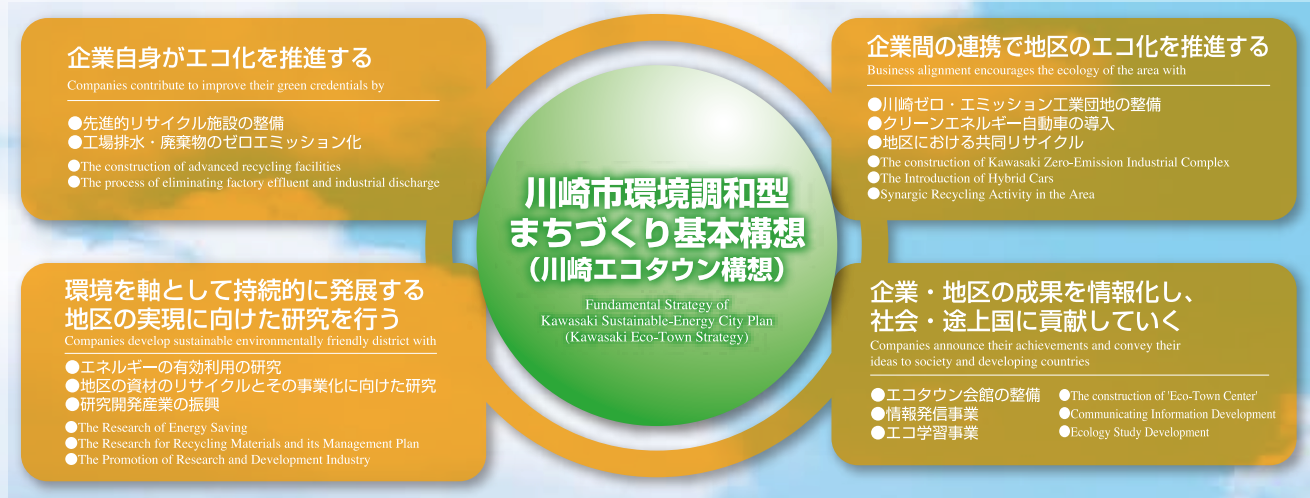 企業自身がエコ化を推進する
Companies contribute to improve their green credentials by
●先進的リサイクル施設の整備
●工場排水・廃棄物のゼロエミッション化
●The construction of advanced recycling facilities
●The process of eliminating factory effluent and industrial discharge
企業間の連携で地区のエコ化を推進する
Business alignment encourages the ecology of the area with
●川崎ゼロ・エミッション工業団地の整備
●クリーンエネルギー自動車の導入
●地区における共同リサイクル
●The construction of Kawasaki Zero-Emission Industrial Complex
●The Introduction of Hybrid Cars
●Synargic Recycling Activity in the Area
川崎市環境調和型
まちづくり基本構想
（川崎エコタウン構想）
Fundamental Strategy of
Kawasaki Sustainable-Energy City Plan
(Kawasaki Eco-Town Strategy)
環境を軸として持続的に発展する
地区の実現に向けた研究を行う
Companies develop sustainable environmentally friendly district with
●エネルギーの有効利用の研究
●地区の資材のリサイクルとその事業化に向けた研究
●研究開発産業の振興
●The Research of Energy Saving
●The Research for Recycling Materials and its Management Plan
●The Promotion of Research and Development Industry
企業・地区の成果を情報化し、
社会・途上国に貢献していく
Companies announce their achievements and convey their
ideas to society and developing countries
●エコタウン会館の整備
●情報発信事業
●エコ学習事業
●The construction of 'Eco-Town Center'
●Communicating Information Development
●Ecology Study Development